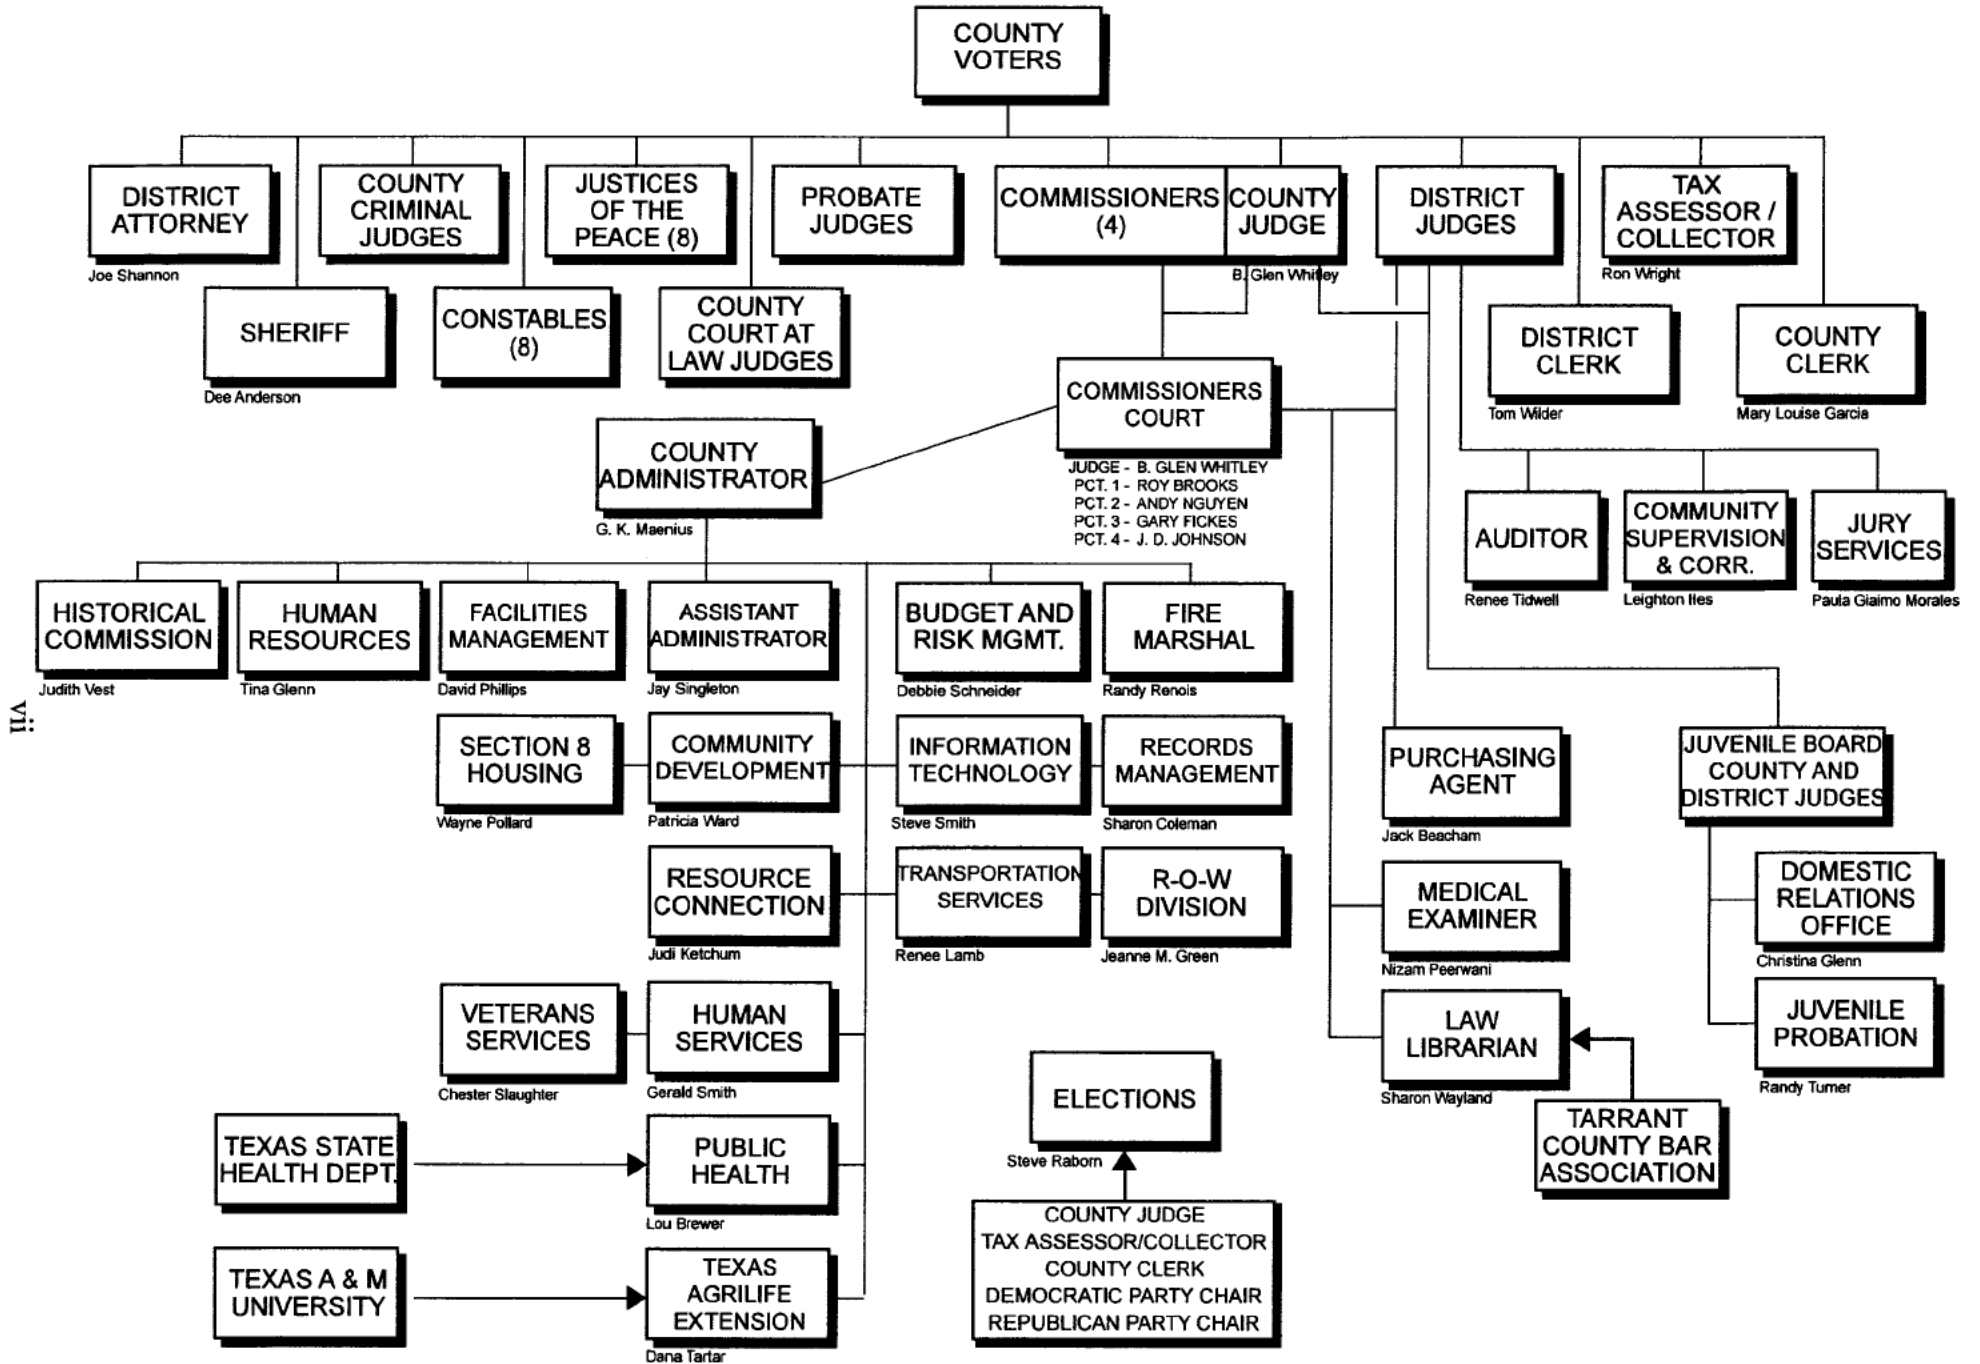 COUNTY
VOTERS
DISTRICT
ATTORNEY
Joe Shannon
COUNTY
CRIMINAL
JUDGES
JUSTICES
OF THE
PEACE (8)
PROBATE
JUDGES
COMMISSIONERS
(4)
COUNTY
JUDGE
B. Glen Whitley
DISTRICT
JUDGES
TAX
ASSESSOR /
COLLECTOR
Ron Wright
SHERIFF
Dee Anderson
CONSTABLES
(8)
COUNTY
COURT AT
LAW JUDGES
DISTRICT
CLERK
Tom Wilder
COUNTY
CLERK
Mary Louise Garcia
COMMISSIONERS
COURT
JUDGE - B. GLEN WHITLEY
PCT. 1 - ROY BROOKS
PCT. 2 - ANDY NGUYEN
PCT. 3 - GARY FICKES
PCT. 4 - J. D. JOHNSON
COUNTY
ADMINISTRATOR
G. K. Maenius
AUDITOR
Renee Tidwell
COMMUNITY
SUPERVISION
& CORR.
Leighton Iles
JURY
SERVICES
Paula Giaimo Morales
HISTORICAL
COMMISSION
Judith Vest
HUMAN
RESOURCES
Tina Glenn
FACILITIES
MANAGEMENT
David Phillips
ASSISTANT
ADMINISTRATOR
Jay Singleton
BUDGET AND
RISK MGMT.
Debbie Schneider
FIRE
MARSHAL
Randy Renois
vii
SECTION 8
HOUSING
Wayne Pollard
COMMUNITY
DEVELOPMENT
Patricia Ward
INFORMATION
TECHNOLOGY
Steve Smith
RECORDS
MANAGEMENT
Sharon Coleman
PURCHASING
AGENT
Jack Beacham
JUVENILE BOARD
COUNTY AND
DISTRICT JUDGES
RESOURCE
CONNECTION
Judi Ketchum
TRANSPORTATION
SERVICES
Renee Lamb
R-O-W
DIVISION
Jeanne M. Green
MEDICAL
EXAMINER
Nizam Peerwani
DOMESTIC
RELATIONS
OFFICE
Christina Glenn
VETERANS
SERVICES
Chester Slaughter
HUMAN
SERVICES
Gerald Smith
LAW
LIBRARIAN
Sharon Wayland
JUVENILE
PROBATION
Randy Turner
ELECTIONS
Steve Raborn
TARRANT
COUNTY BAR
ASSOCIATION
TEXAS STATE
HEALTH DEPT.
PUBLIC
HEALTH
Lou Brewer
COUNTY JUDGE
TAX ASSESSOR/COLLECTOR
COUNTY CLERK
DEMOCRATIC PARTY CHAIR
REPUBLICAN PARTY CHAIR
TEXAS A & M
UNIVERSITY
TEXAS
AGRILIFE
EXTENSION
Dana Tartar